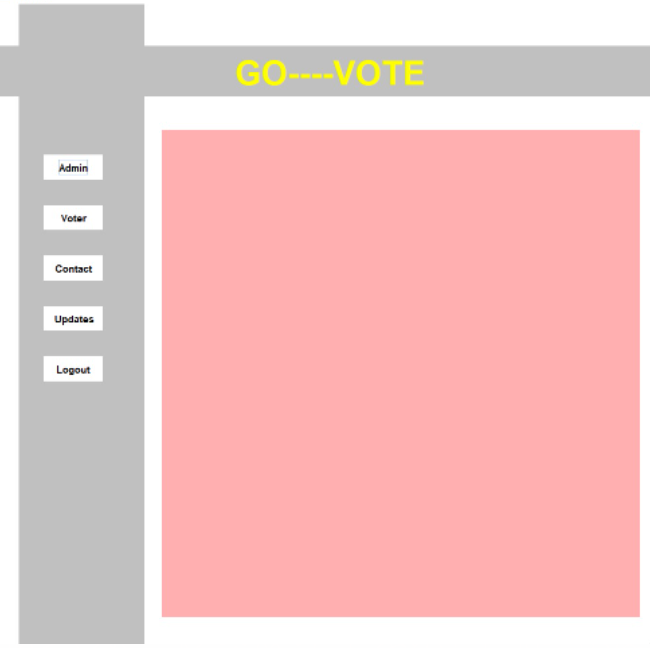 GO----VOTE
Admin
Voter
Contact
Updates
Logout